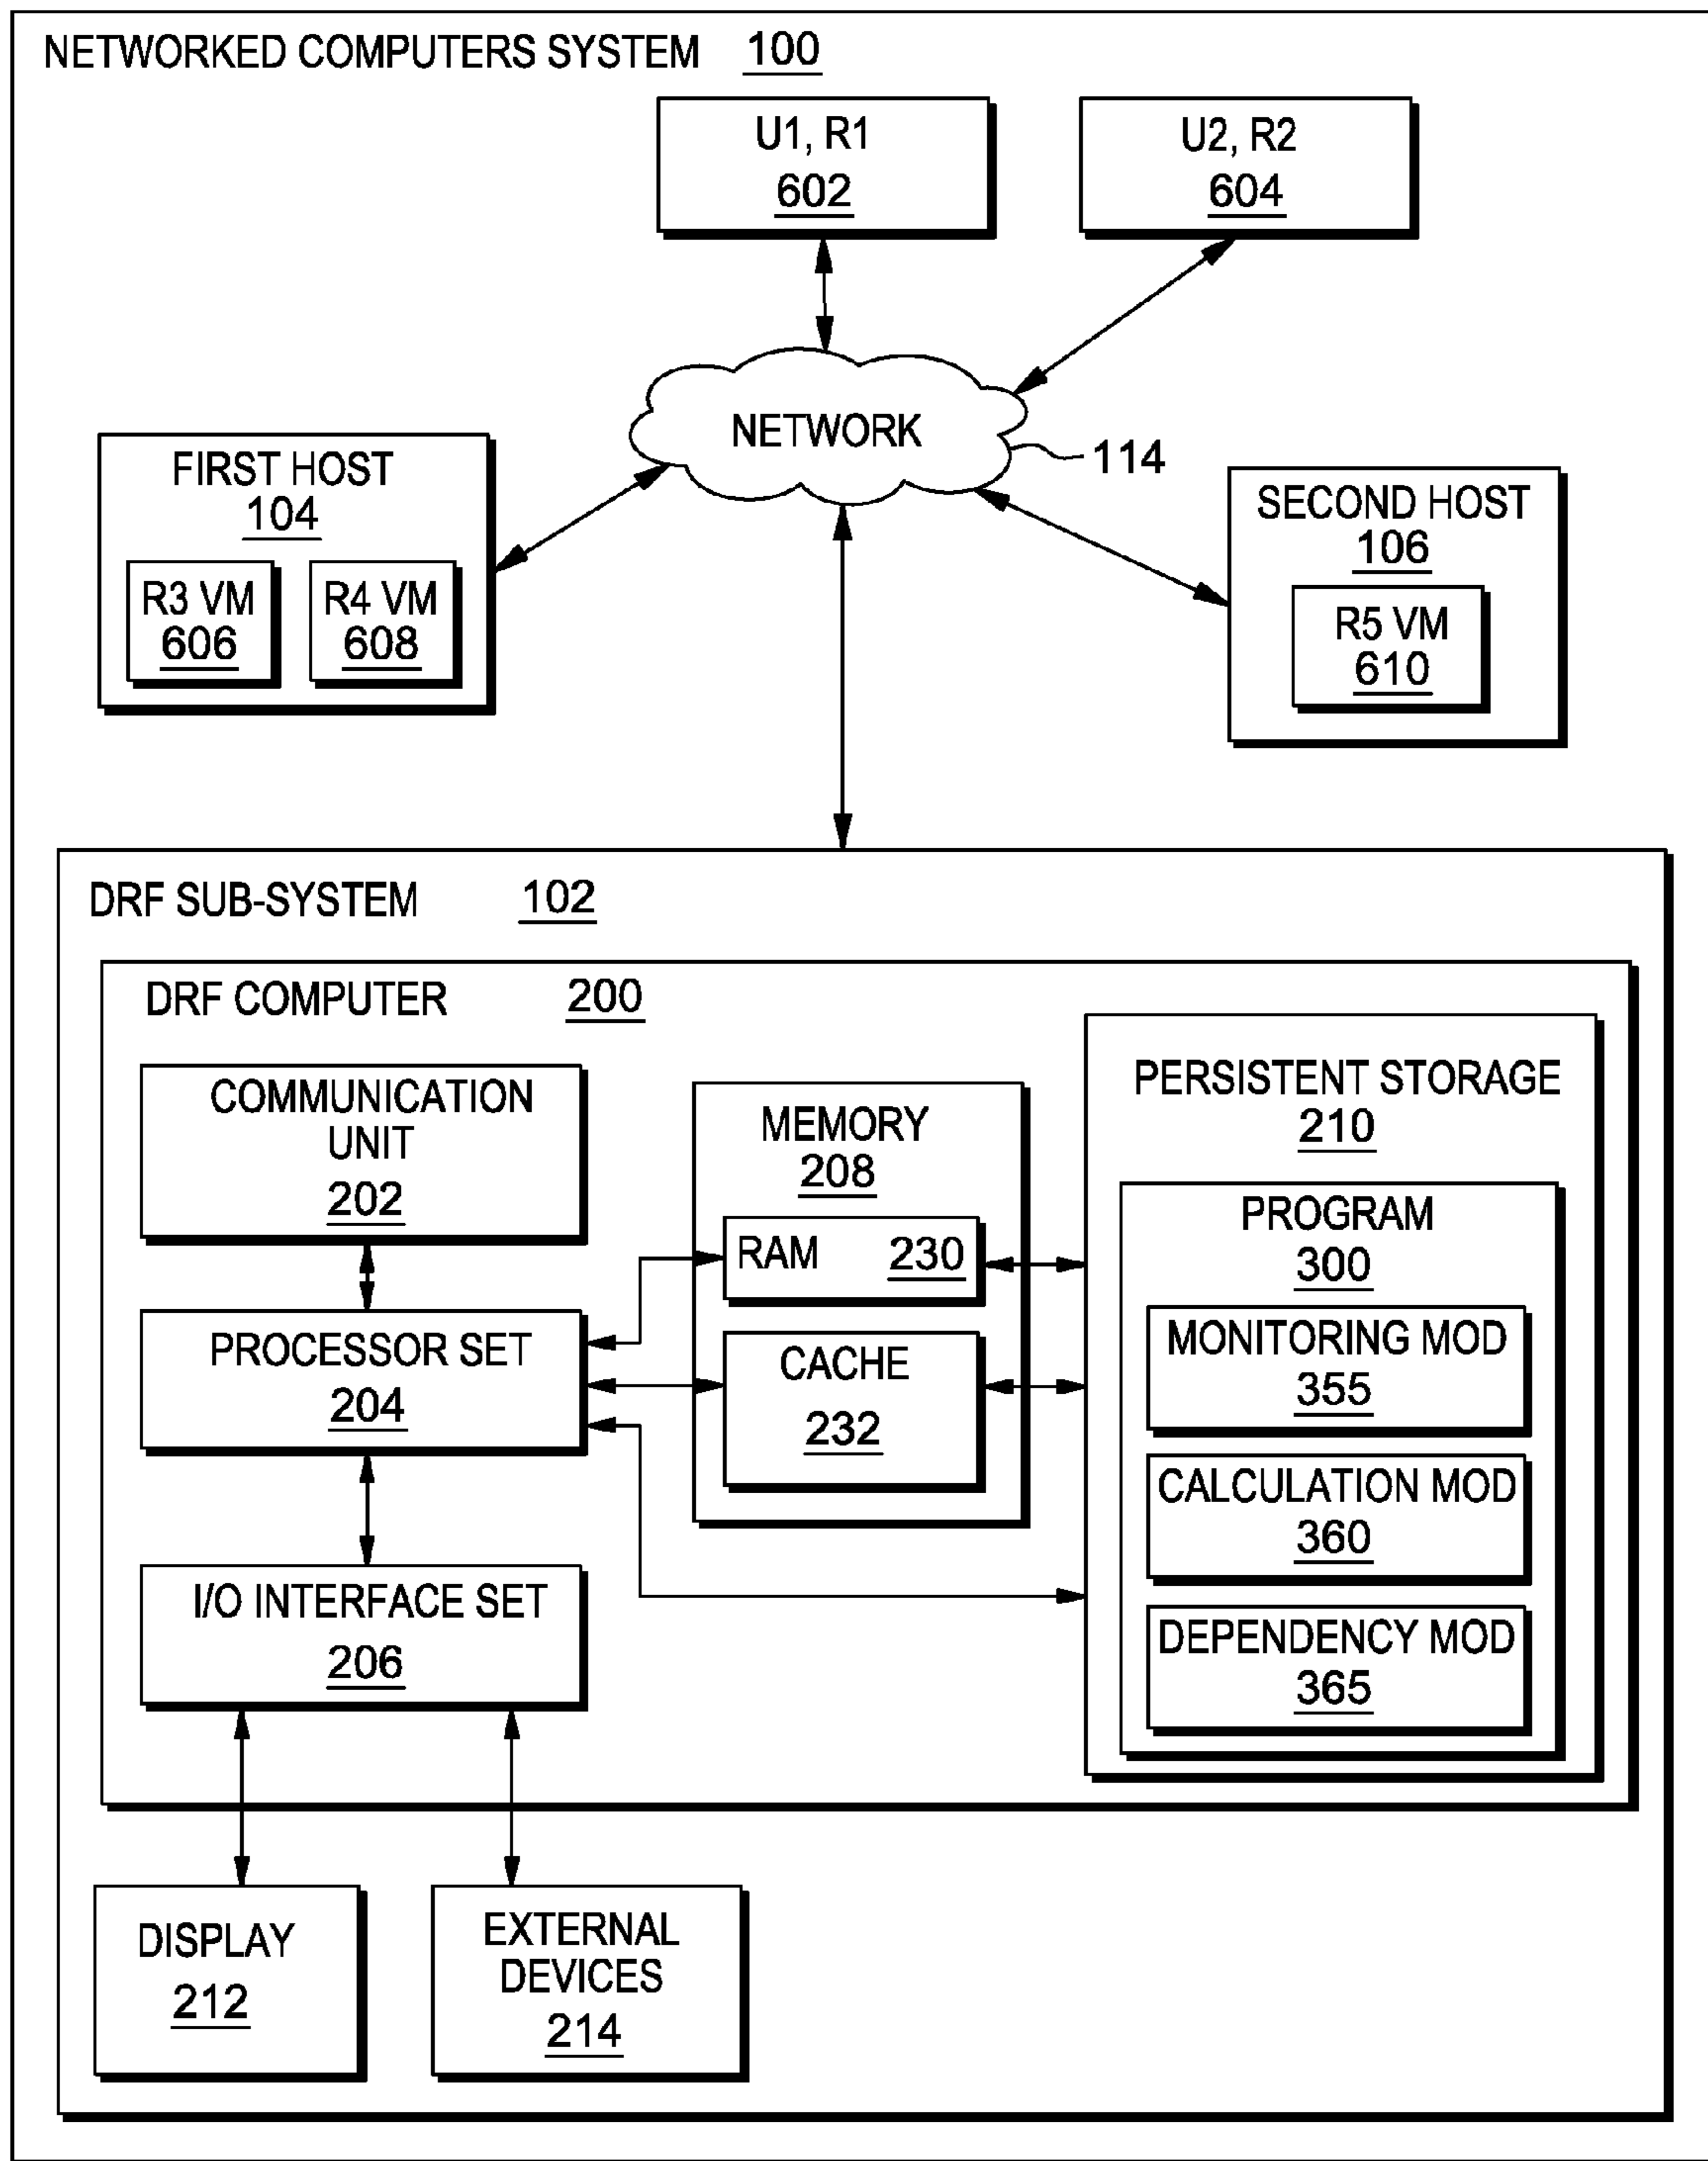 NETWORKED COMPUTERS SYSTEM 100
U1, R1
602
U2, R2
604
NETWORK
114
FIRST HOST
104
R3 VM
606
R4 VM
608
SECOND HOST
106
R5 VM
610
DRF SUB-SYSTEM 102
DRF COMPUTER 200
COMMUNICATION
UNIT
202
PROCESSOR SET
204
I/O INTERFACE SET
206
MEMORY
208
RAM 230
CACHE
232
PERSISTENT STORAGE
210
PROGRAM
300
MONITORING MOD
355
CALCULATION MOD
360
DEPENDENCY MOD
365
DISPLAY
212
EXTERNAL
DEVICES
214